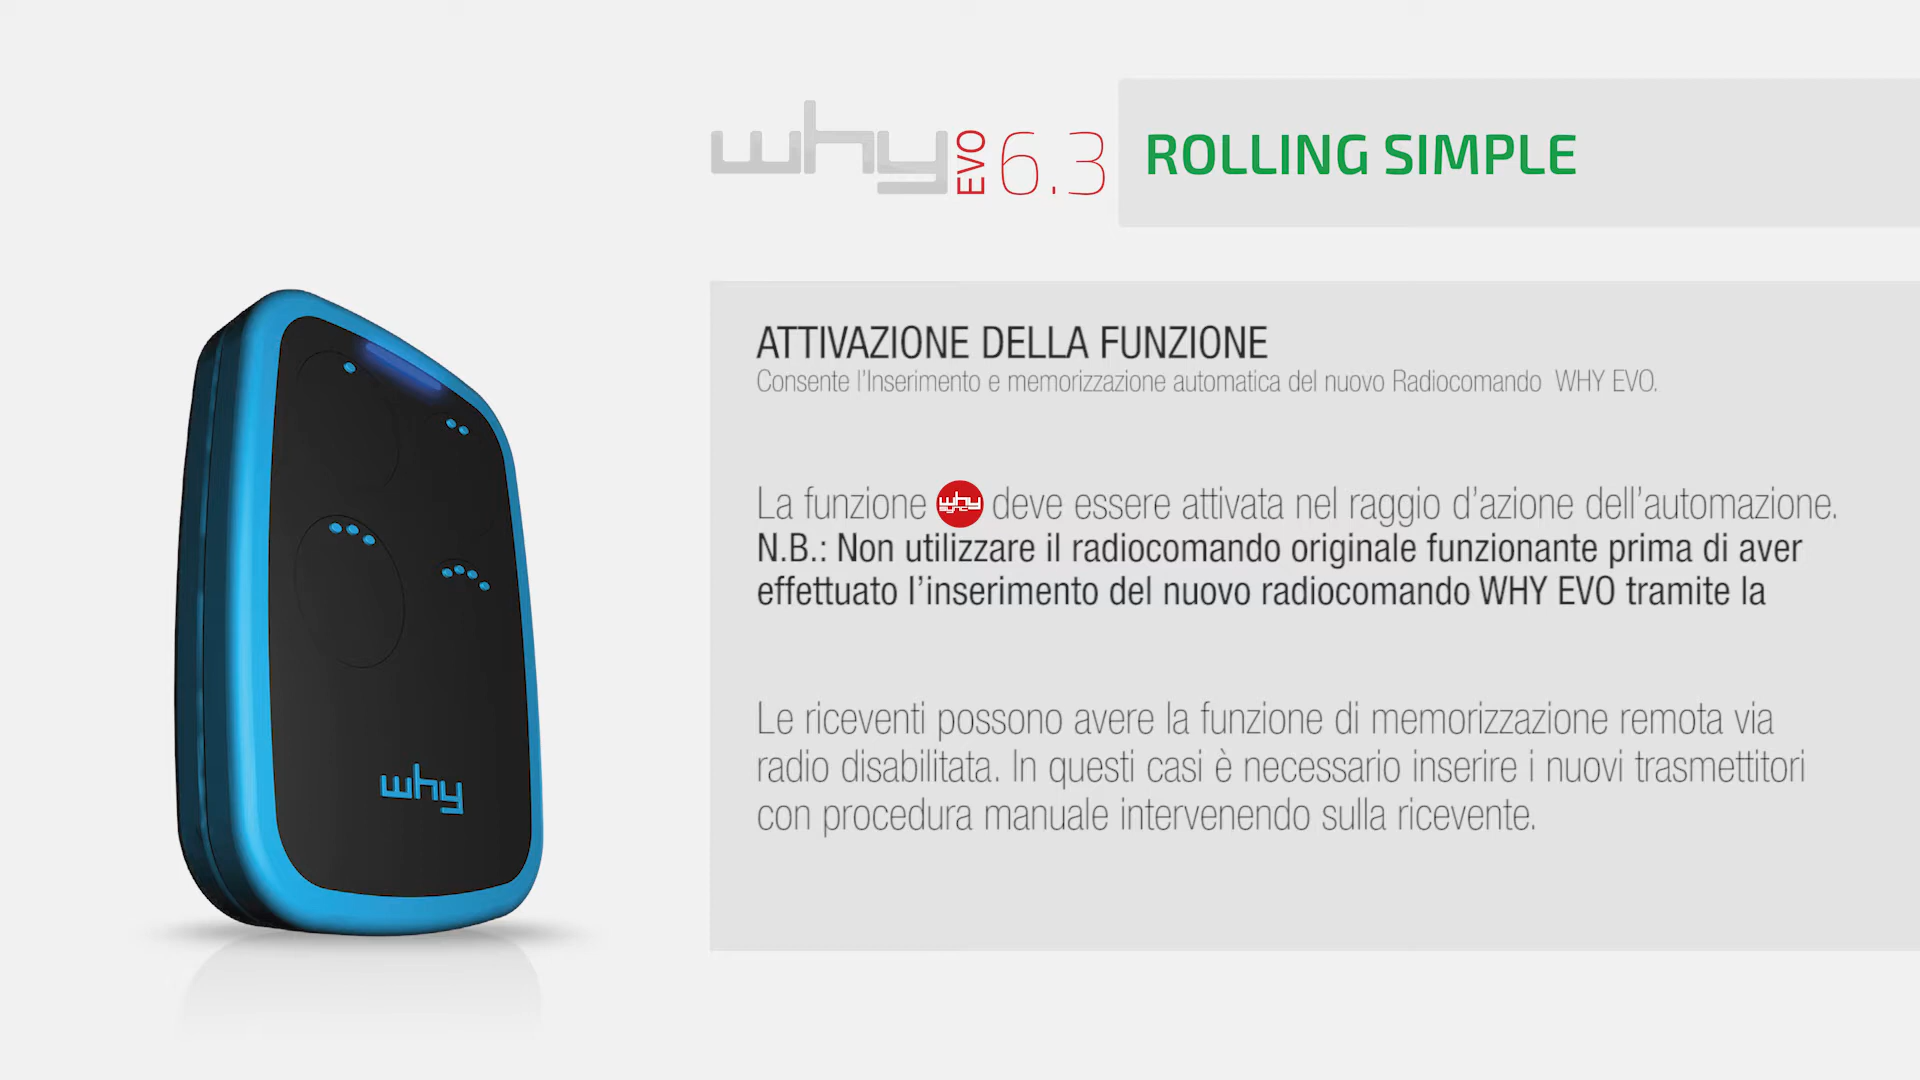 why EVO 6.3
ROLLING SIMPLE
ATTIVAZIONE DELLA FUNZIONE
Consente l'Inserimento e memorizzazione automatica del nuovo Radiocomando WHY EVO.
La funzione why sync deve essere attivata nel raggio d'azione dell'automazione.
N.B.: Non utilizzare il radiocomando originale funzionante prima di aver
effettuato l'inserimento del nuovo radiocomando WHY EVO tramite la
Le riceventi possono avere la funzione di memorizzazione remota via
radio disabilitata. In questi casi è necessario inserire i nuovi trasmettitori
con procedura manuale intervenendo sulla ricevente.
why